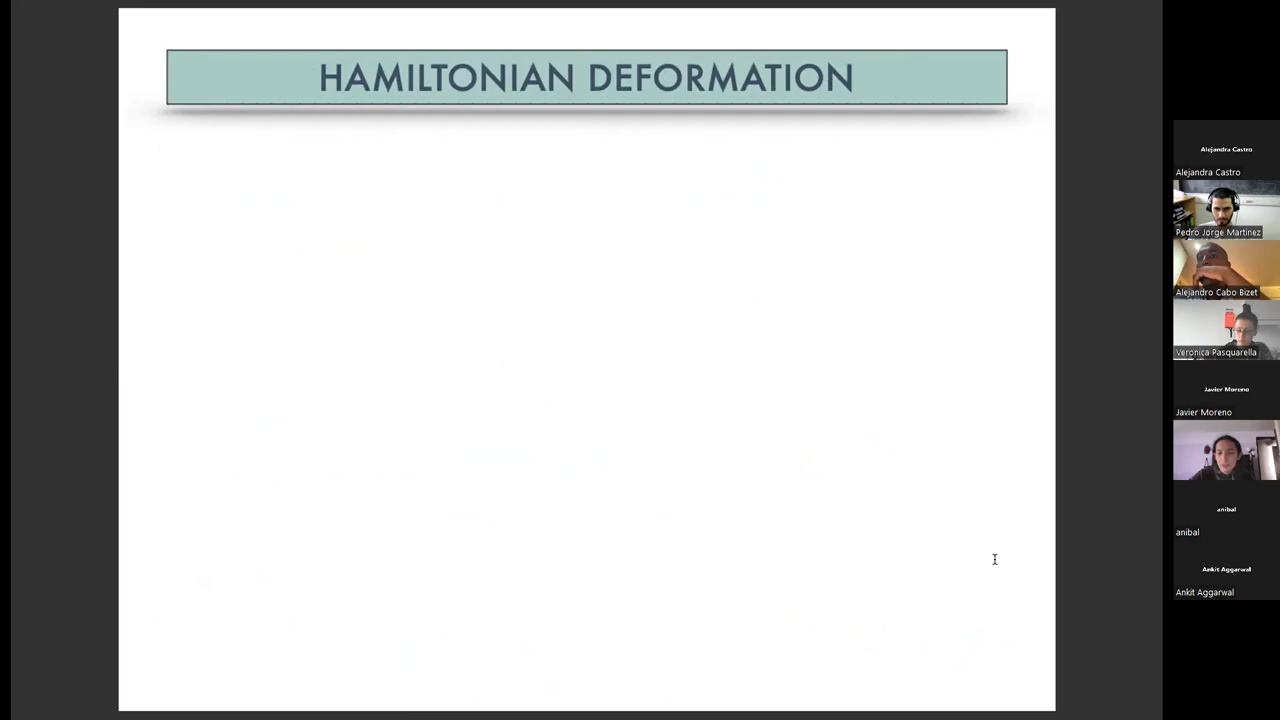 HAMILTONIAN DEFORMATION
Alejandra Castro
Alejandra Castro
Pedro Jorge Martinez
Alejandro Cabo Bizet
Veronica Pasquarella
Javier Moreno
Javier Moreno
anibal
anibal
Ankit Aggarwal
Ankit Aggarwal